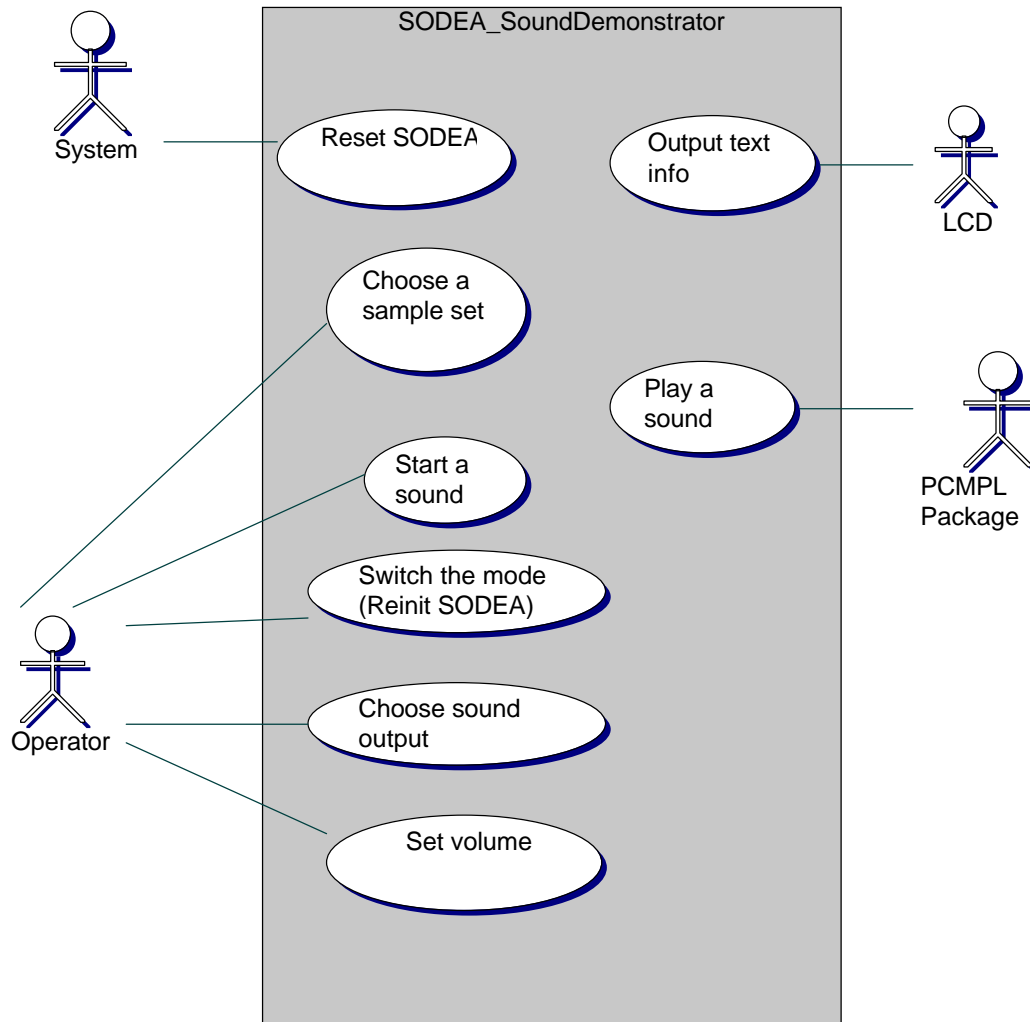 SODEA_SoundDemonstrator
System
Reset SODEA
Output text
info
LCD
Choose a
sample set
Play a
sound
PCMPL
Package
Start a
sound
Switch the mode
(Reinit SODEA)
Operator
Choose sound
output
Set volume